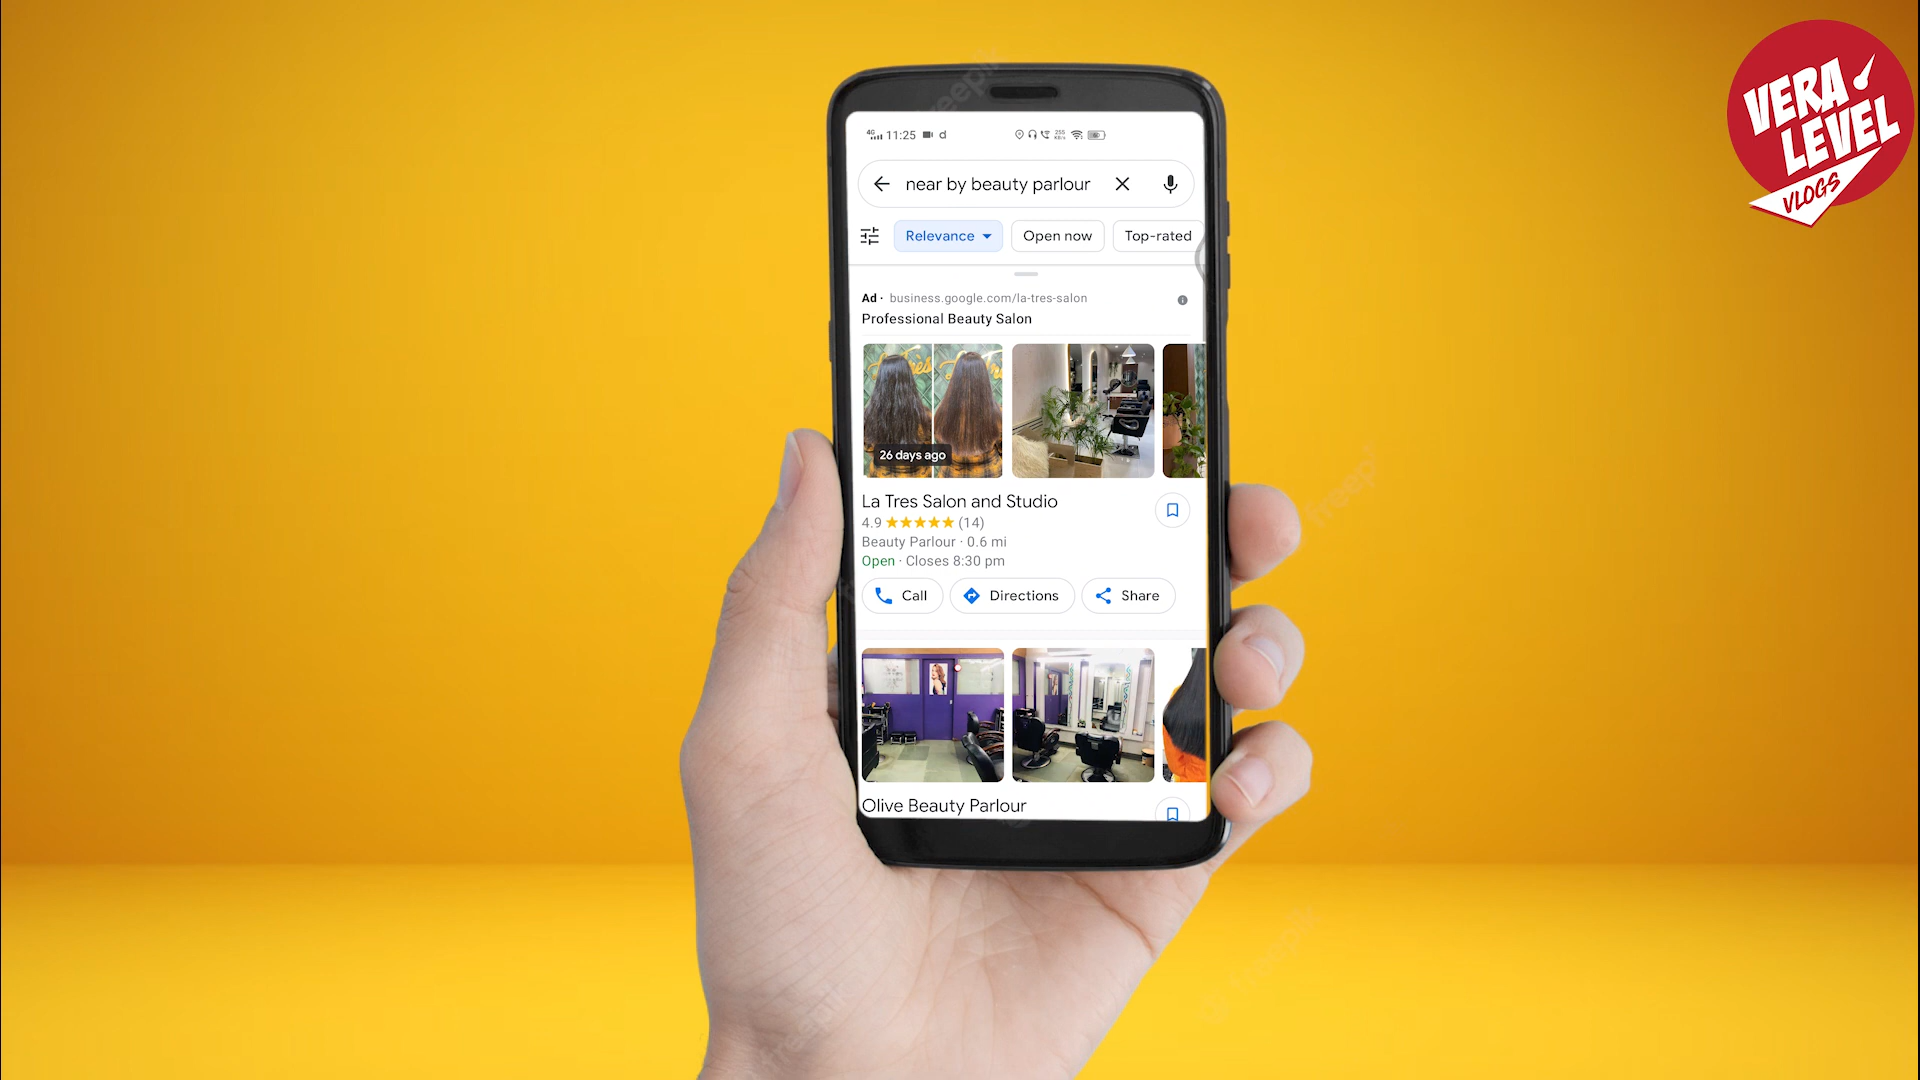 VERA
LEVEL
VLOGS
4G 11:25
near by beauty parlour
Relevance
Open now
Top-rated
Ad · business.google.com/la-tres-salon
Professional Beauty Salon
26 days ago
La Tres Salon and Studio
4.9 (14)
Beauty Parlour · 0.6 mi
Open · Closes 8:30 pm
Call
Directions
Share
Olive Beauty Parlour
freepik